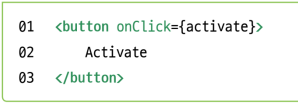 01 <button onClick={activate}>
02     Activate
03 </button>